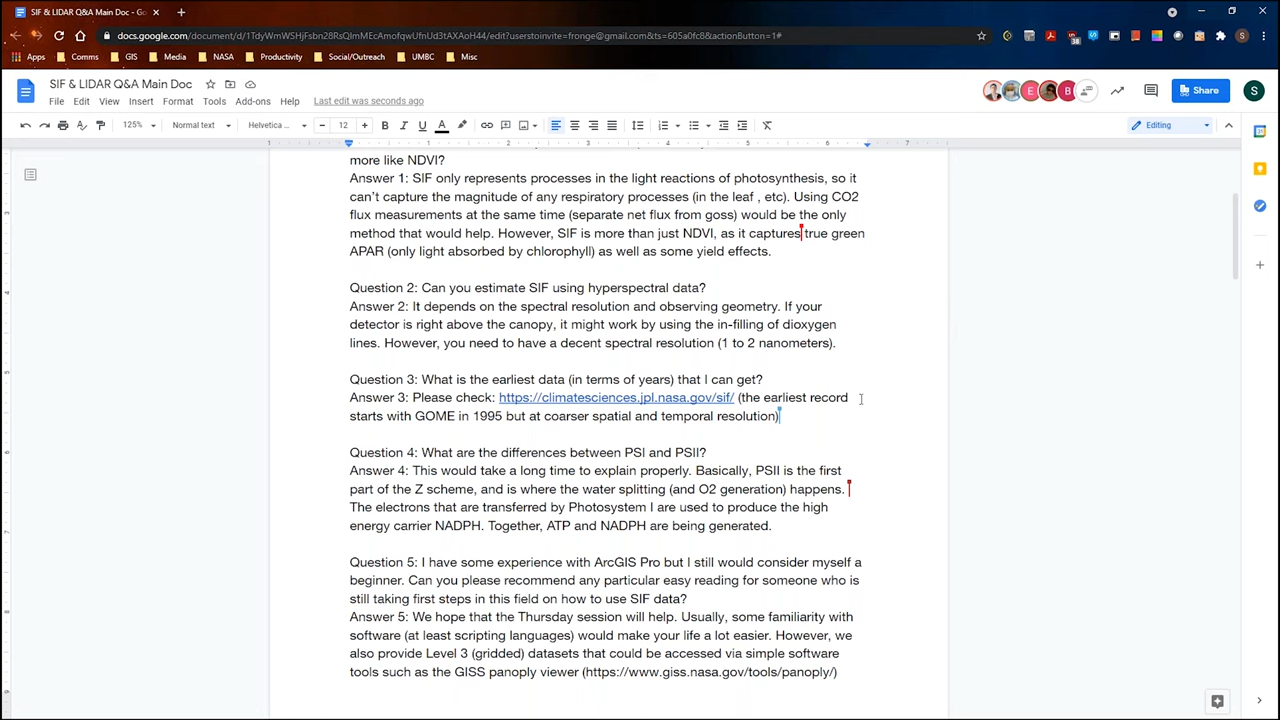 SIF & LIDAR Q&A Main Doc - Go
docs.google.com/document/d/1TdyWmWSHjFsbn28RsQlmMEcAmofqwUfnUd3tAXAoH44/edit?userstoinvite=fronge@gmail.com&ts=605a0fc8&actionButton=1#
Apps Comms GIS Media NASA Productivity Social/Outreach UMBC Misc
SIF & LIDAR Q&A Main Doc
File Edit View Insert Format Tools Add-ons Help Last edit was seconds ago
E B Share S
125% Normal text Helvetica ... 12 B I U A Editing
1 1 2 3 4 5 6 7
more like NDVI?
Answer 1: SIF only represents processes in the light reactions of photosynthesis, so it
can't capture the magnitude of any respiratory processes (in the leaf , etc). Using CO2
flux measurements at the same time (separate net flux from goss) would be the only
method that would help. However, SIF is more than just NDVI, as it captures true green
APAR (only light absorbed by chlorophyll) as well as some yield effects.
Question 2: Can you estimate SIF using hyperspectral data?
Answer 2: It depends on the spectral resolution and observing geometry. If your
detector is right above the canopy, it might work by using the in-filling of dioxygen
lines. However, you need to have a decent spectral resolution (1 to 2 nanometers).
Question 3: What is the earliest data (in terms of years) that I can get?
Answer 3: Please check: https://climatesciences.jpl.nasa.gov/sif/ (the earliest record
starts with GOME in 1995 but at coarser spatial and temporal resolution)
Question 4: What are the differences between PSI and PSII?
Answer 4: This would take a long time to explain properly. Basically, PSII is the first
part of the Z scheme, and is where the water splitting (and O2 generation) happens.
The electrons that are transferred by Photosystem I are used to produce the high
energy carrier NADPH. Together, ATP and NADPH are being generated.
Question 5: I have some experience with ArcGIS Pro but I still would consider myself a
beginner. Can you please recommend any particular easy reading for someone who is
still taking first steps in this field on how to use SIF data?
Answer 5: We hope that the Thursday session will help. Usually, some familiarity with
software (at least scripting languages) would make your life a lot easier. However, we
also provide Level 3 (gridded) datasets that could be accessed via simple software
tools such as the GISS panoply viewer (https://www.giss.nasa.gov/tools/panoply/)